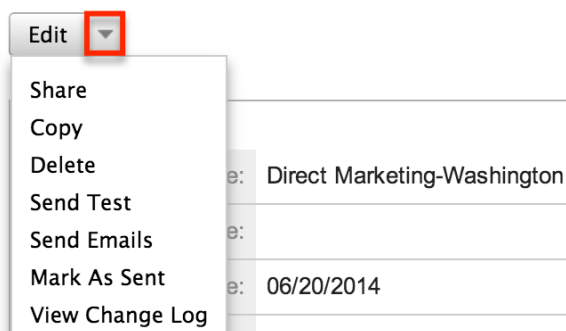 Edit
Share
Copy
Delete
e: Direct Marketing-Washington
Send Test
Send Emails
e:
Mark As Sent
e: 06/20/2014
View Change Log